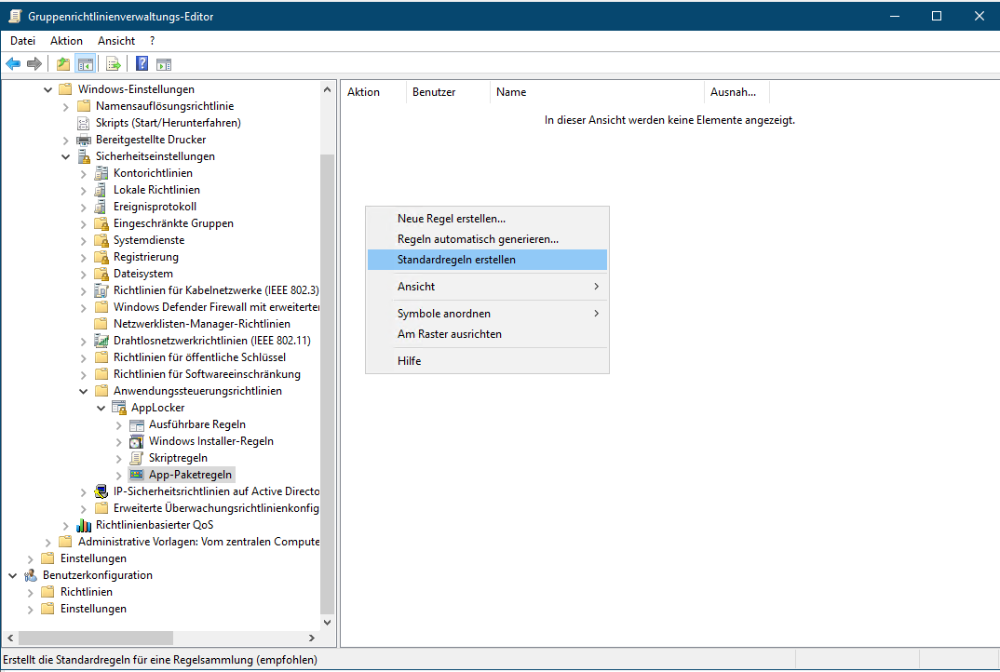 Gruppenrichtlinienverwaltungs-Editor
Datei Aktion Ansicht ?
Windows-Einstellungen
Namensauflösungsrichtlinie
Skripts (Start/Herunterfahren)
Bereitgestellte Drucker
Sicherheitseinstellungen
Kontorichtlinien
Lokale Richtlinien
Ereignisprotokoll
Eingeschränkte Gruppen
Systemdienste
Registrierung
Dateisystem
Richtlinien für Kabelnetzwerke (IEEE 802.3)
Windows Defender Firewall mit erweiterter
Netzwerklisten-Manager-Richtlinien
Drahtlosnetzwerkrichtlinien (IEEE 802.11)
Richtlinien für öffentliche Schlüssel
Richtlinien für Softwareeinschränkung
Anwendungssteuerungsrichtlinien
AppLocker
Ausführbare Regeln
Windows Installer-Regeln
Skriptregeln
App-Paketregeln
IP-Sicherheitsrichtlinien auf Active Directo
Erweiterte Überwachungsrichtlinienkonfig
Richtlinienbasierter QoS
Administrative Vorlagen: Vom zentralen Compute
Einstellungen
Benutzerkonfiguration
Richtlinien
Einstellungen
Aktion Benutzer Name Ausnah...
In dieser Ansicht werden keine Elemente angezeigt.
Neue Regel erstellen...
Regeln automatisch generieren...
Standardregeln erstellen
Ansicht
Symbole anordnen
Am Raster ausrichten
Hilfe
Erstellt die Standardregeln für eine Regelsammlung (empfohlen)